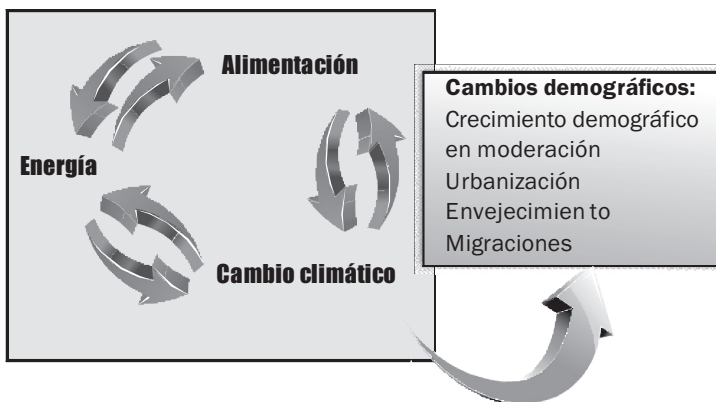 Alimentación
Energía
Cambio climático
Cambios demográficos:
Crecimiento demográfico
en moderación
Urbanización
Envejecimien to
Migraciones